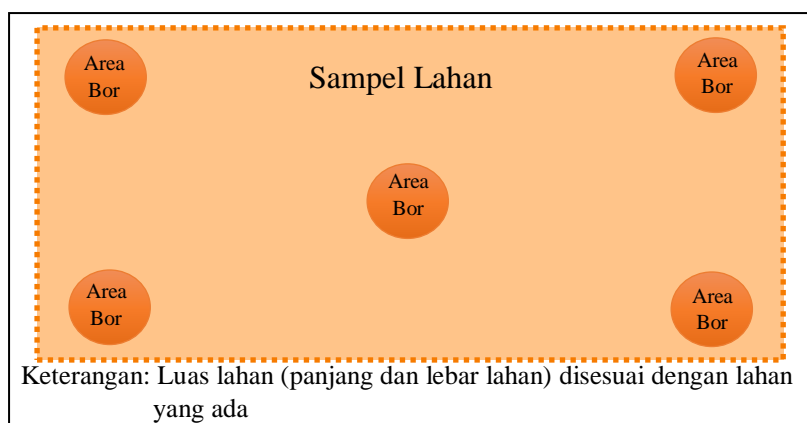 Area
Bor
Sampel Lahan
Area
Bor
Area
Bor
Area
Bor
Area
Bor
Keterangan: Luas lahan (panjang dan lebar lahan) disesuai dengan lahan
yang ada